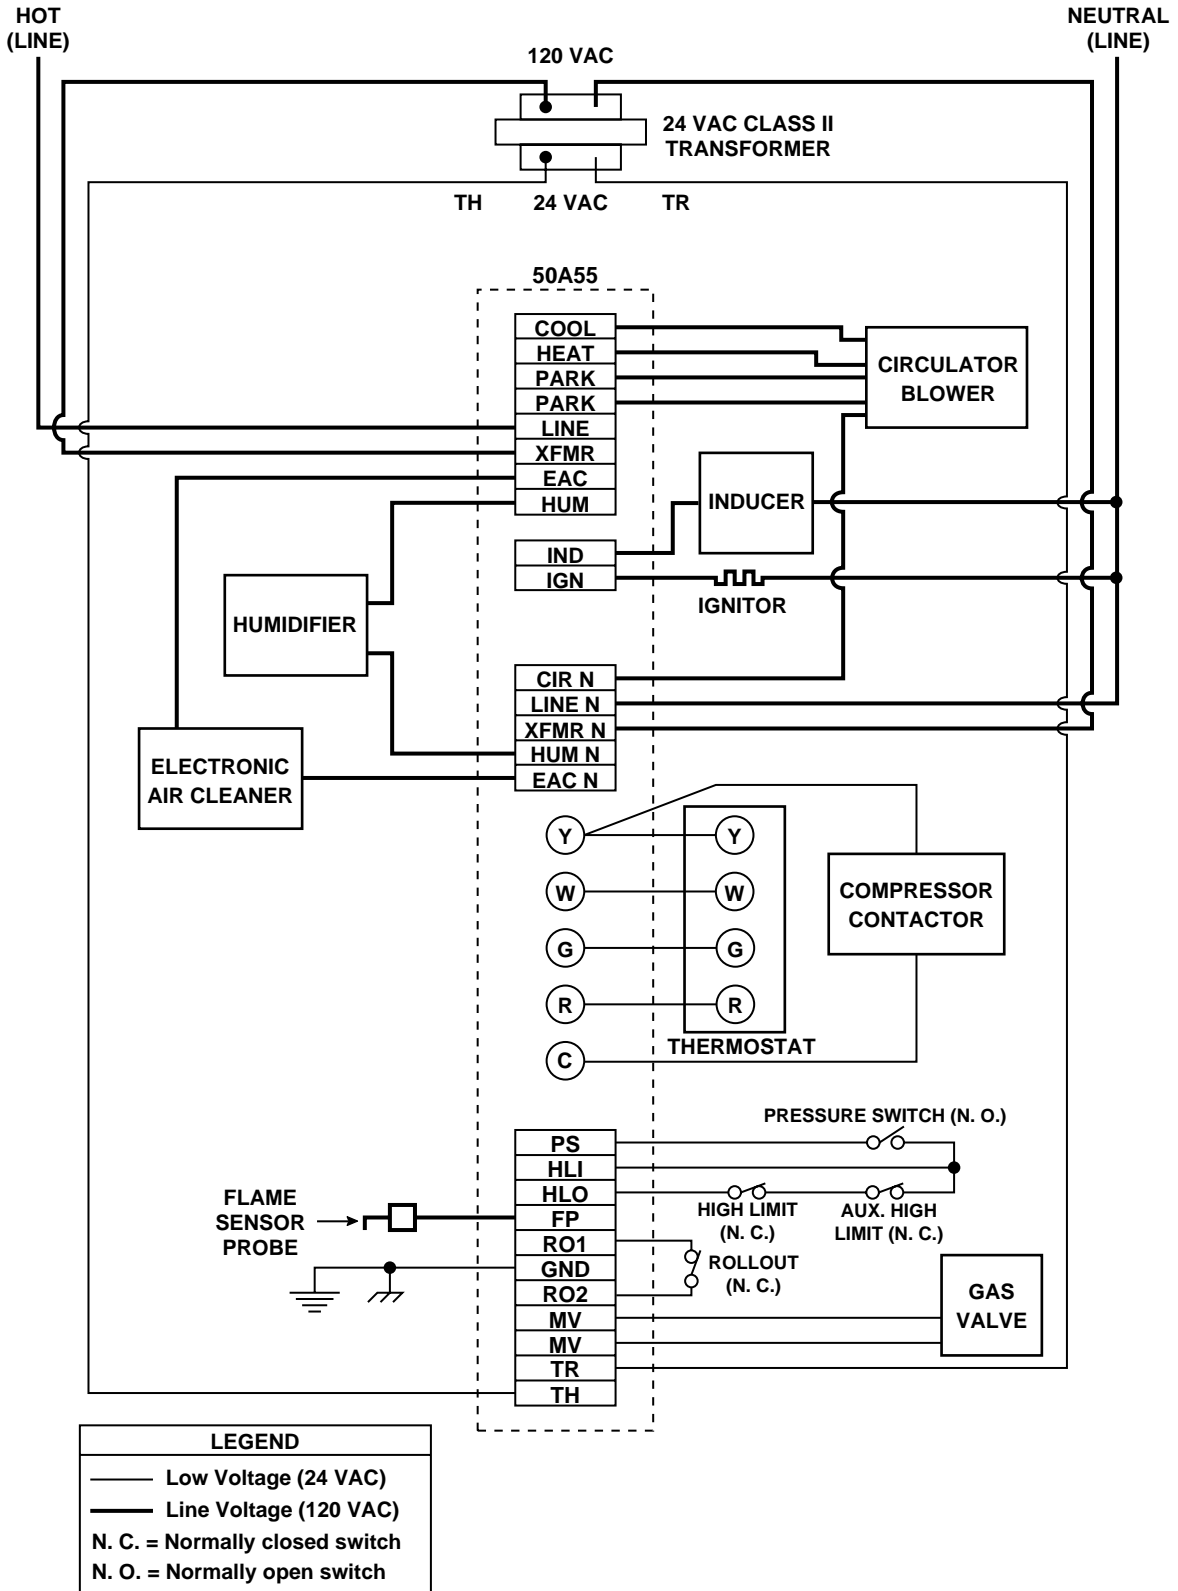 HOT
(LINE)
NEUTRAL
(LINE)
120 VAC
24 VAC CLASS II
TRANSFORMER
TH
24 VAC
TR
50A55
COOL
HEAT
PARK
PARK
LINE
XFMR
EAC
HUM
CIRCULATOR
BLOWER
INDUCER
IND
IGN
IGNITOR
HUMIDIFIER
CIR N
LINE N
XFMR N
HUM N
EAC N
ELECTRONIC
AIR CLEANER
Y
W
G
R
C
Y
W
G
R
THERMOSTAT
COMPRESSOR
CONTACTOR
PRESSURE SWITCH (N. O.)
PS
HLI
HLO
FP
RO1
GND
RO2
MV
MV
TR
TH
FLAME
SENSOR
PROBE
HIGH LIMIT
(N. C.)
AUX. HIGH
LIMIT (N. C.)
ROLLOUT
(N. C.)
GAS
VALVE
LEGEND
Low Voltage (24 VAC)
Line Voltage (120 VAC)
N. C. = Normally closed switch
N. O. = Normally open switch